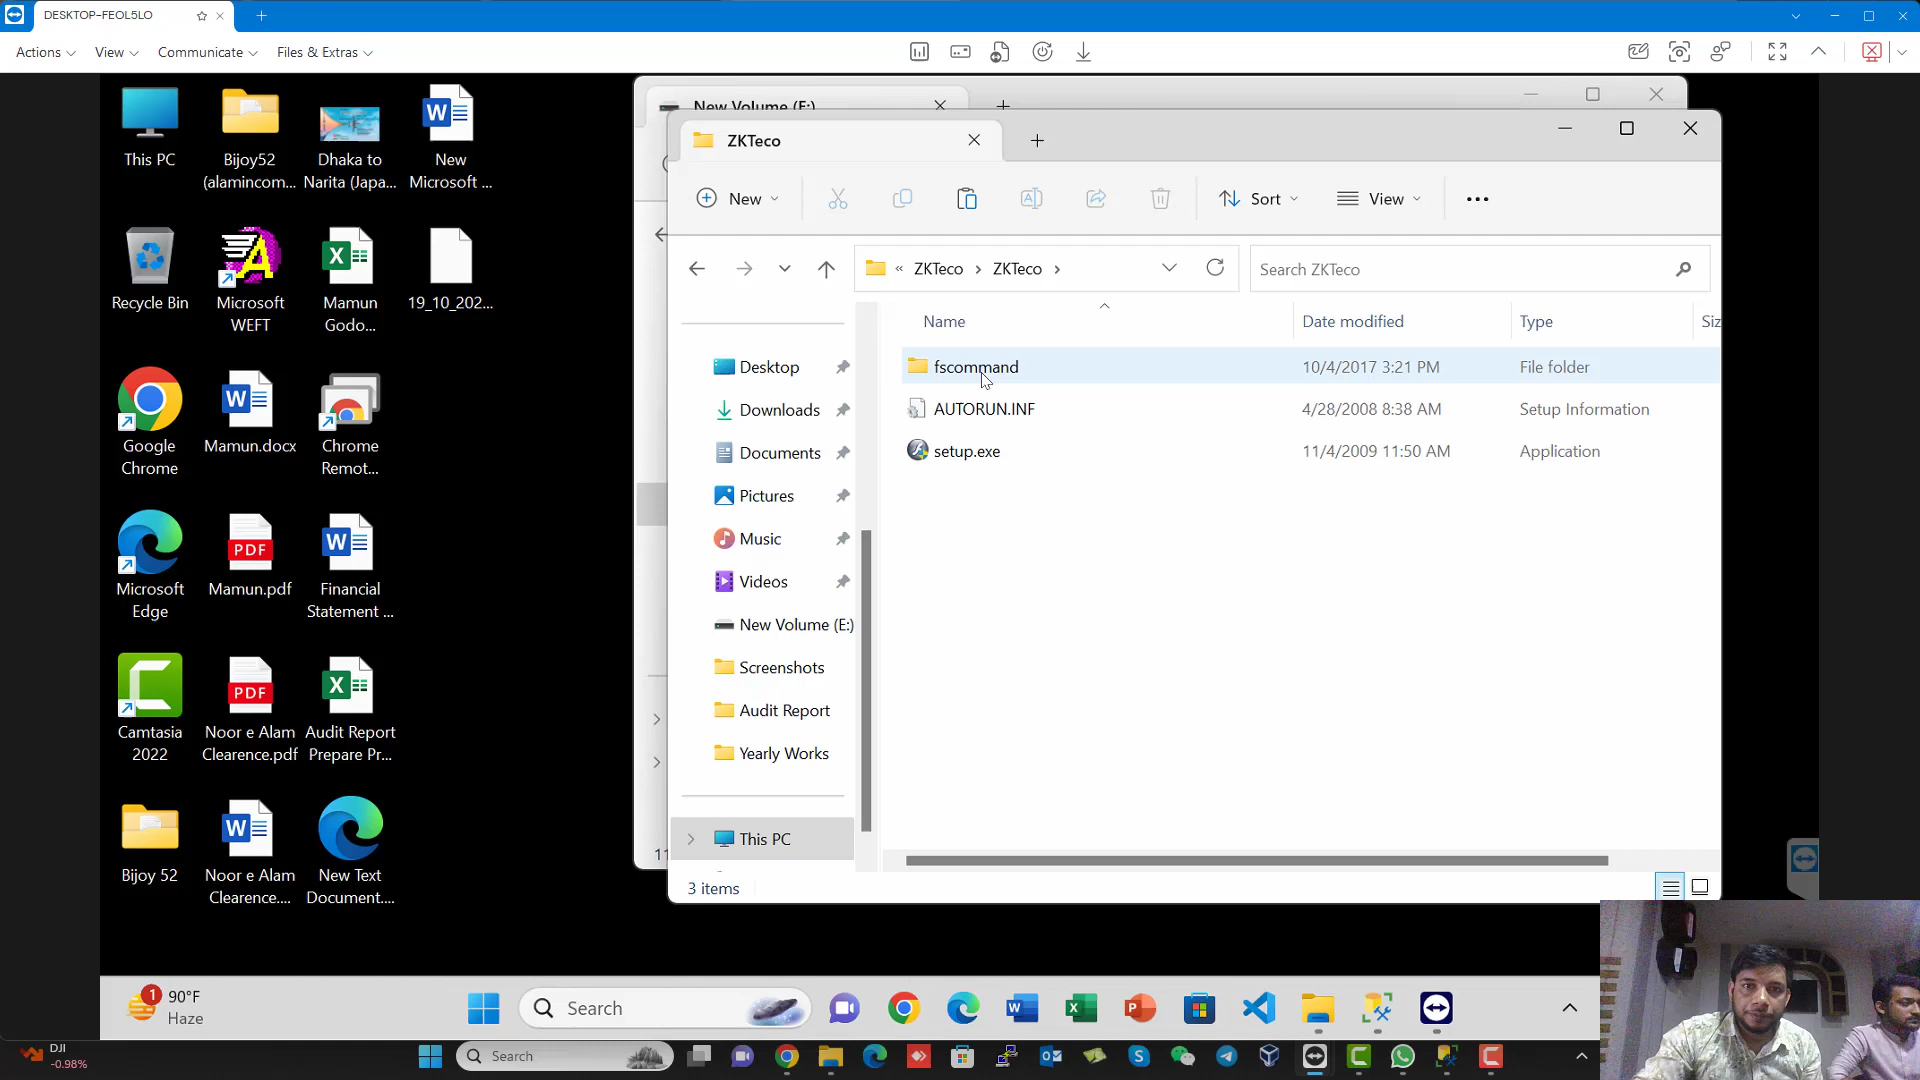 DESKTOP-FEOL5LO
Actions
View
Communicate
Files & Extras
This PC
Bijoy52
(alamincom...
Dhaka to
Narita (Japa...
New
Microsoft ...
Recycle Bin
Microsoft
WEFT
Mamun
Godo...
19_10_202...
Google
Chrome
Mamun.docx
Chrome
Remot...
Microsoft
Edge
Mamun.pdf
Financial
Statement ...
Camtasia
2022
Noor e Alam
Clearence.pdf
Audit Report
Prepare Pr...
Bijoy 52
Noor e Alam
Clearence....
New Text
Document....
New Volume (E:)
ZKTeco
New
Sort
View
« ZKTeco › ZKTeco ›
Search ZKTeco
Name
Date modified
Type
Siz
Desktop
Downloads
Documents
Pictures
Music
Videos
New Volume (E:)
Screenshots
Audit Report
Yearly Works
This PC
fscommand 10/4/2017 3:21 PM File folder
AUTORUN.INF 4/28/2008 8:38 AM Setup Information
setup.exe 11/4/2009 11:50 AM Application
11
3 items
1
90°F
Haze
Search
DJI
-0.98%
Search